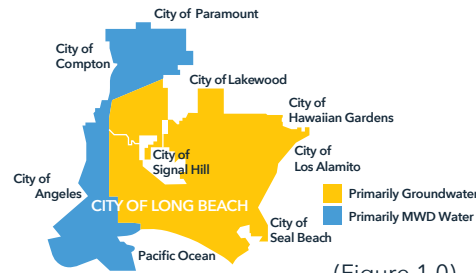 City of Paramount
City of
Compton
City of Lakewood
City of
Hawaiian Gardens
City of
Signal Hill
City of
Los Alamito
City of
Angeles
CITY OF LONG BEACH
Primarily Groundwater
Primarily MWD Water
City of
Seal Beach
Pacific Ocean
(Figure 1.0)